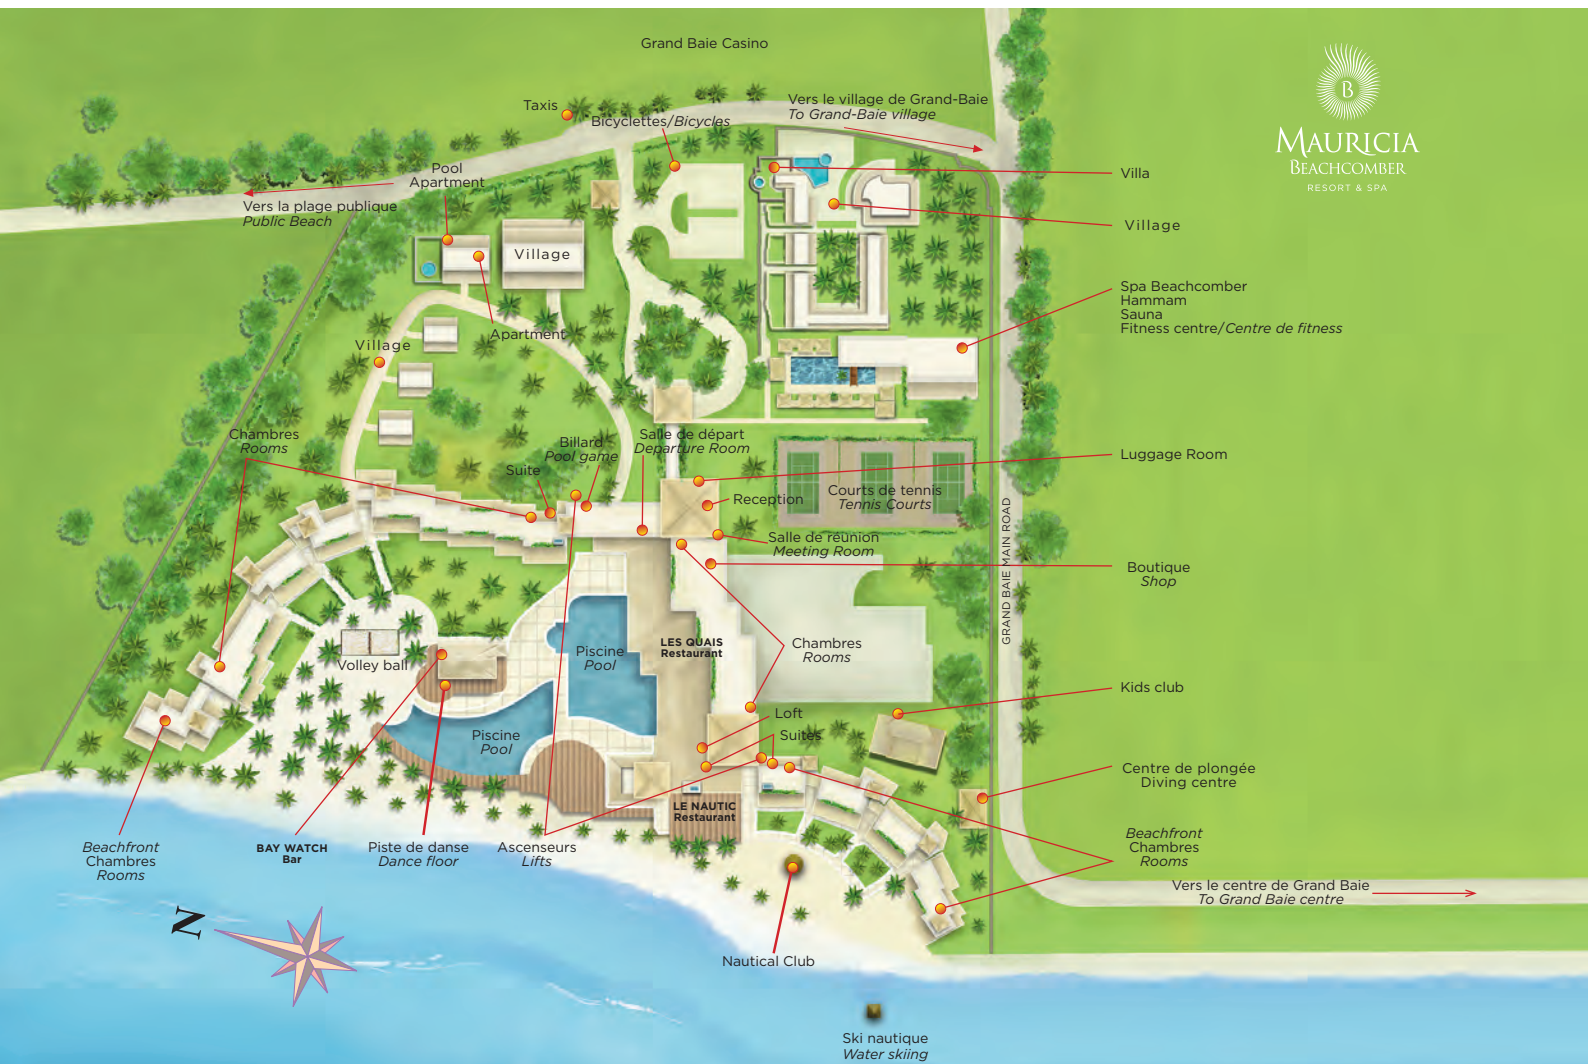 Grand Baie Casino
Taxis
Bicyclettes/Bicycles
Vers le village de Grand-Baie
To Grand-Baie village
B
MAURICIA
BEACHCOMBER
RESORT & SPA
Pool
Apartment
Vers la plage publique
Public Beach
Villa
Village
Village
Spa Beachcomber
Hammam
Sauna
Fitness centre/Centre de fitness
Apartment
Village
Chambres
Rooms
Billard
Pool game
Suite
Salle de départ
Departure Room
Luggage Room
Reception
Courts de tennis
Tennis Courts
Salle de réunion
Meeting Room
Boutique
Shop
GRAND BAIE MAIN ROAD
LES QUAIS
Restaurant
Chambres
Rooms
Piscine
Pool
Volley ball
Kids club
Loft
Suites
Piscine
Pool
Centre de plongée
Diving centre
LE NAUTIC
Restaurant
Beachfront
Chambres
Rooms
BAY WATCH
Bar
Piste de danse
Dance floor
Ascenseurs
Lifts
Beachfront
Chambres
Rooms
Vers le centre de Grand Baie
To Grand Baie centre
N
Nautical Club
Ski nautique
Water skiing